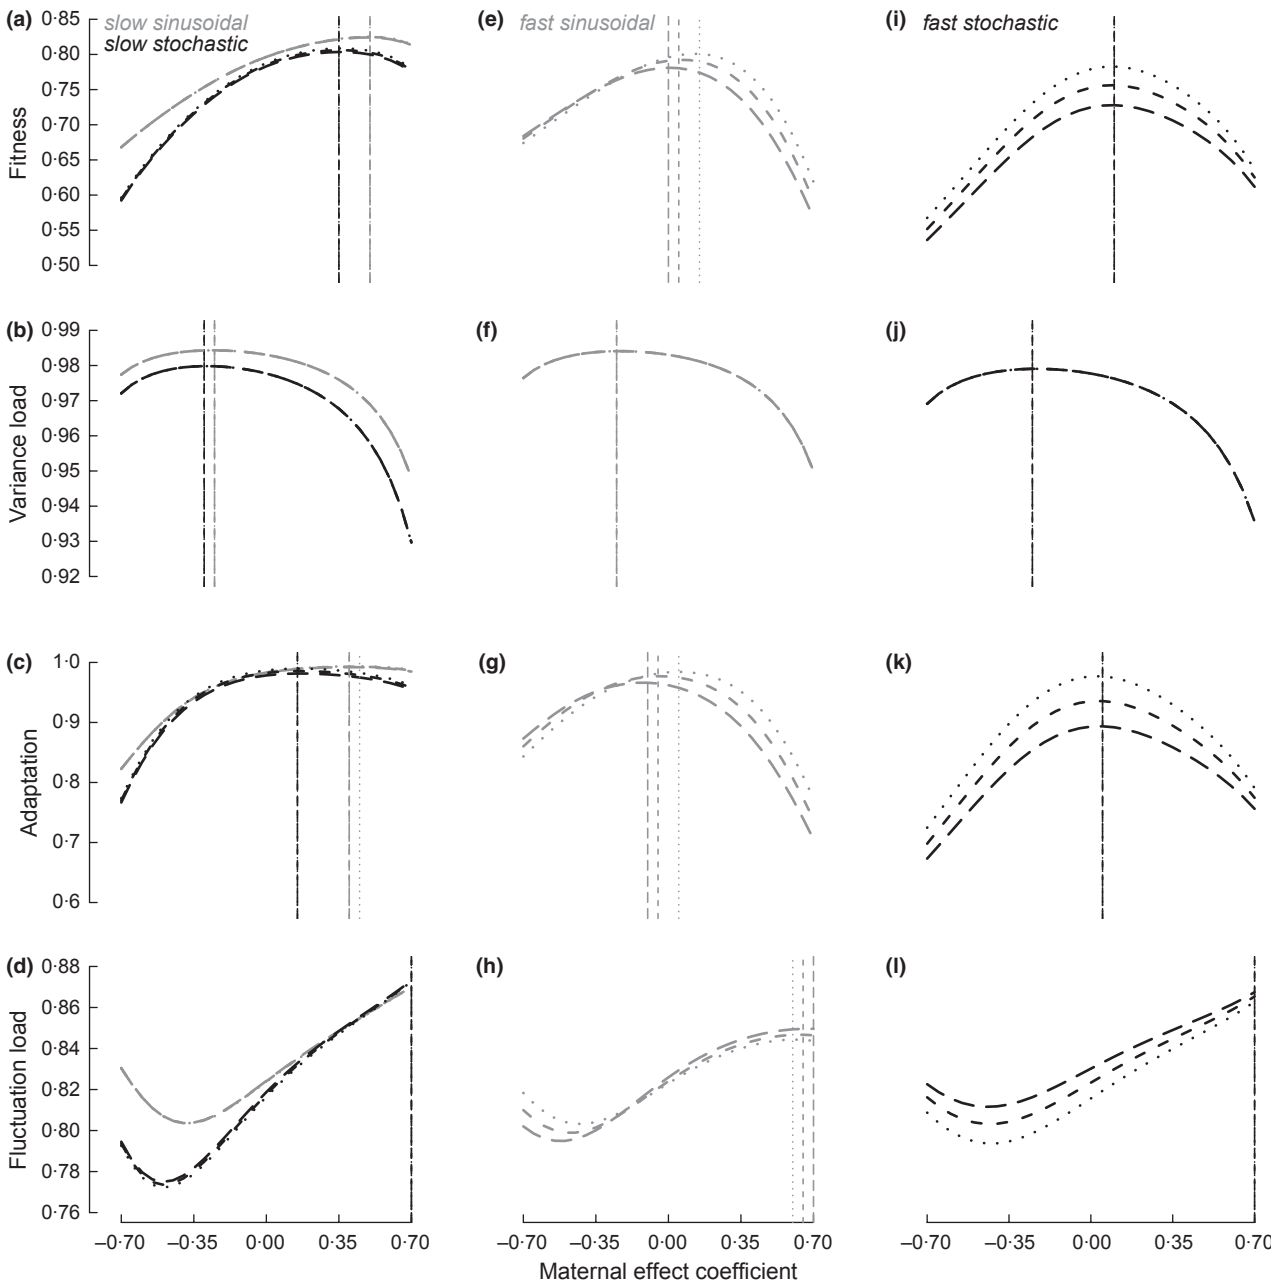 (a) slow sinusoidal
slow stochastic
(e) fast sinusoidal
(i) fast stochastic
Fitness
0·85
0·80
0·75
0·70
0·65
0·60
0·55
0·50
(b)
(f)
(j)
Variance load
0·99
0·98
0·97
0·96
0·95
0·94
0·93
0·92
(c)
(g)
(k)
Adaptation
1·0
0·9
0·8
0·7
0·6
(d)
(h)
(l)
Fluctuation load
0·88
0·86
0·84
0·82
0·80
0·78
0·76
–0·70 –0·35 0·00 0·35 0·70
–0·70 –0·35 0·00 0·35 0·70
–0·70 –0·35 0·00 0·35 0·70
Maternal effect coefficient